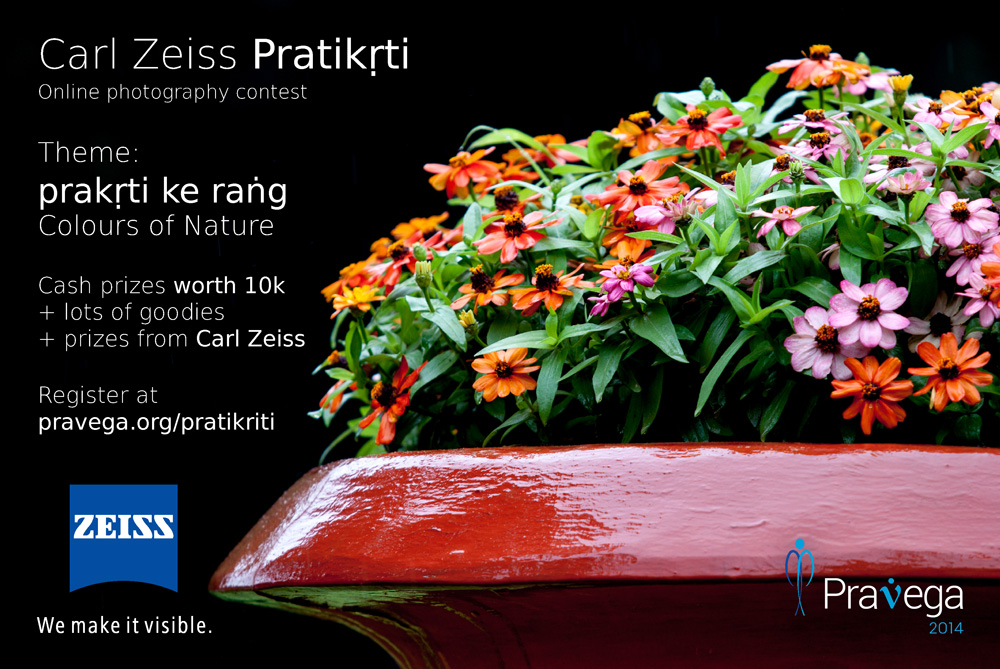 Carl Zeiss Pratikṛti
Online photography contest
Theme:
prakṛti ke raṅg
Colours of Nature
Cash prizes worth 10k
+ lots of goodies
+ prizes from Carl Zeiss
Register at
pravega.org/pratikriti
ZEISS
We make it visible.
Pravega
2014